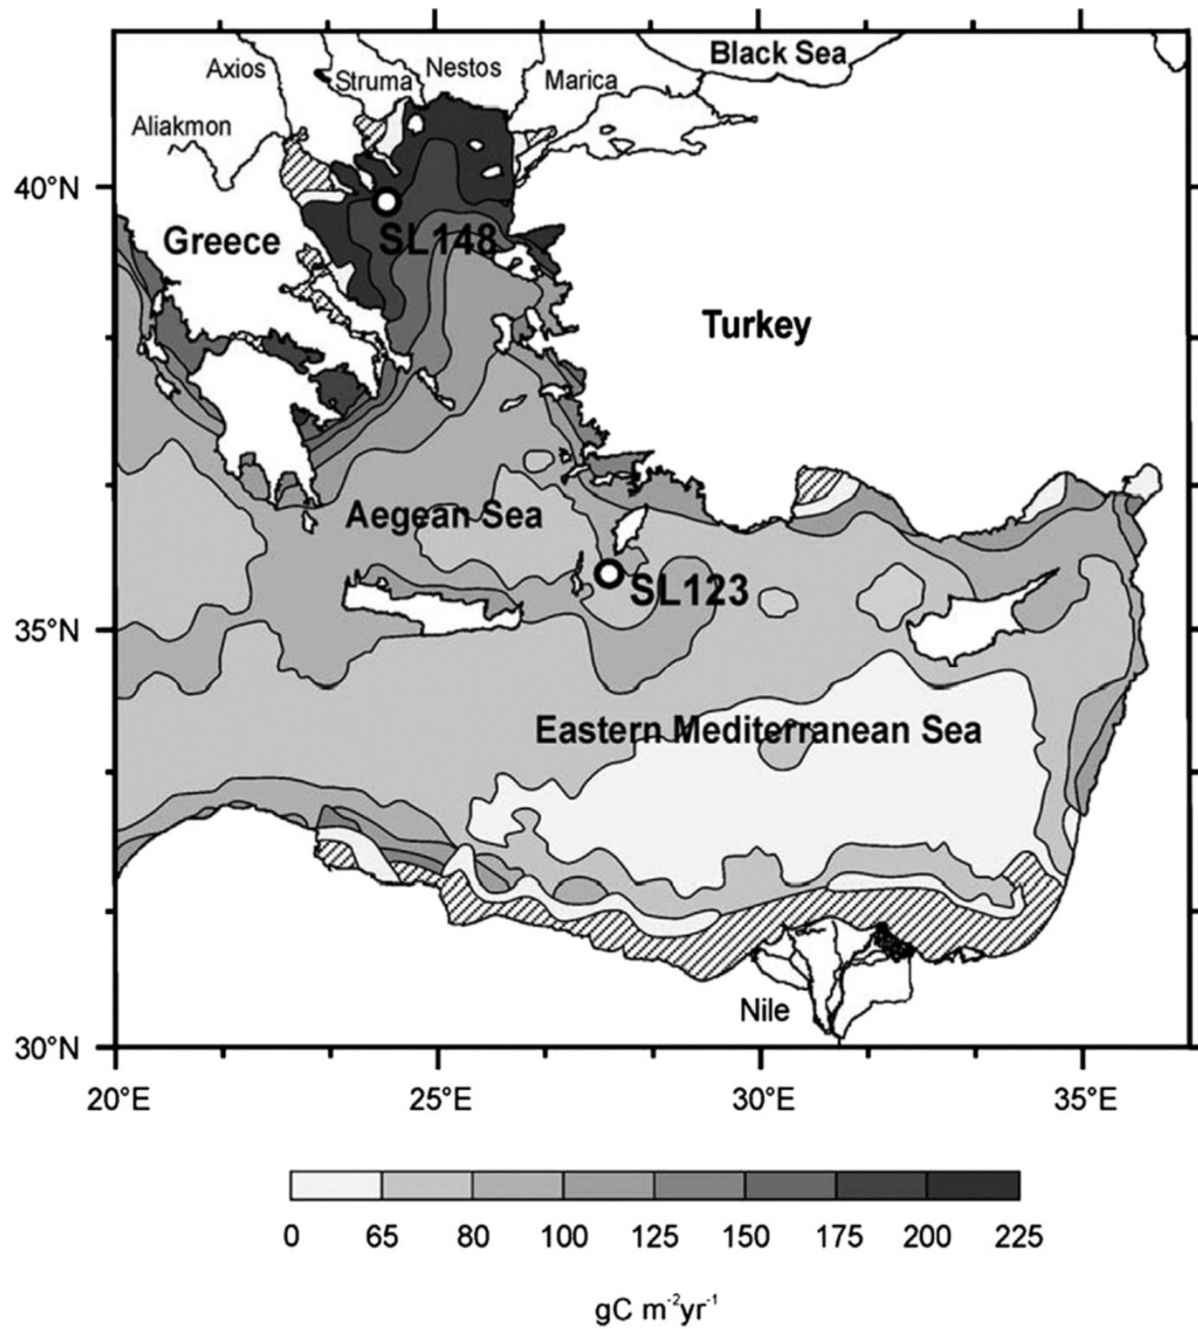 Black Sea
Axios
Struma
Nestos
Marica
Aliakmon
40°N
Greece
SL148
Turkey
Aegean Sea
SL123
35°N
Eastern Mediterranean Sea
Nile
30°N
20°E 25°E 30°E 35°E
0 65 80 100 125 150 175 200 225
gC m⁻²yr⁻¹